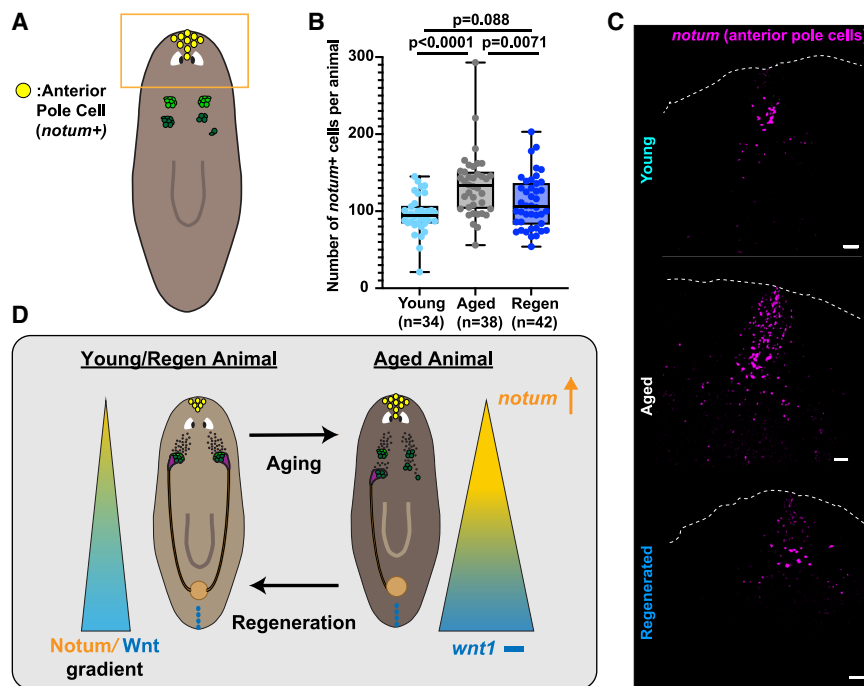 A
:Anterior
Pole Cell
(notum+)
B
p=0.088
p<0.0001 p=0.0071
Number of notum+ cells per animal
300
200
100
0
Young Aged Regen
(n=34) (n=38) (n=42)
C
notum (anterior pole cells)
Young
Aged
Regenerated
D
Young/Regen Animal
Aged Animal
notum
Aging
Regeneration
Notum/ Wnt
gradient
wnt1